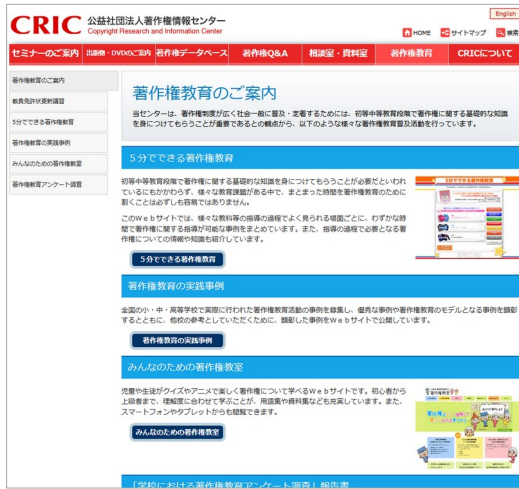 CRIC 公益社団法人著作権情報センター
Copyright Research and Information Center
English
HOME サイトマップ 検索
セミナーのご案内 出版物・DVDのご案内 著作権データベース 著作権Q&A 相談室・資料室 著作権教育 CRICについて
著作権教育のご案内
教員免許状更新講習
5分でできる著作権教育
著作権教育の実践事例
みんなのための著作権教室
著作権教育アンケート調査
著作権教育のご案内
当センターは、著作権制度が広く社会一般に普及・定着するためには、初等中等教育段階で著作権に関する基礎的な知識
を身につけてもらうことが重要であるとの観点から、以下のような様々な著作権教育普及活動を行っています。
5分でできる著作権教育
初等中等教育段階で著作権に関する基礎的な知識を身につけてもらうことが必要だといわれ
ているにもかかわらず、様々な教育課題がある中で、まとまった時間を著作権教育のために
割くことは必ずしも容易ではありません。
このWebサイトでは、様々な教科等の指導の過程でよく見られる場面ごとに、わずかな時
間で著作権に関する指導が可能な事例をまとめています。また、指導の過程で必要となる著
作権についての情報や知識も紹介しています。
5分でできる著作権教育
著作権教育の実践事例
全国の小・中・高等学校で実際に行われた著作権教育活動の事例を募集し、優秀な事例や著作権教育のモデルとなる事例を顕彰
するとともに、他校の参考としていただくために、顕彰した事例をWebサイトで公開しています。
著作権教育の実践事例
みんなのための著作権教室
児童や生徒がクイズやアニメで楽しく著作権について学べるWebサイトです。初心者から
上級者まで、理解度に合わせて学ぶことが、用語集や資料集なども充実しています。また、
スマートフォンやタブレットからも閲覧できます。
みんなのための著作権教室
「学校における著作権教育アンケート調査」報告書